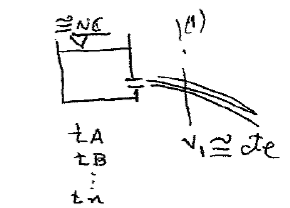 ≅ NC
(1)
tA
tB
⋮
tn
V₁ ≅ cte